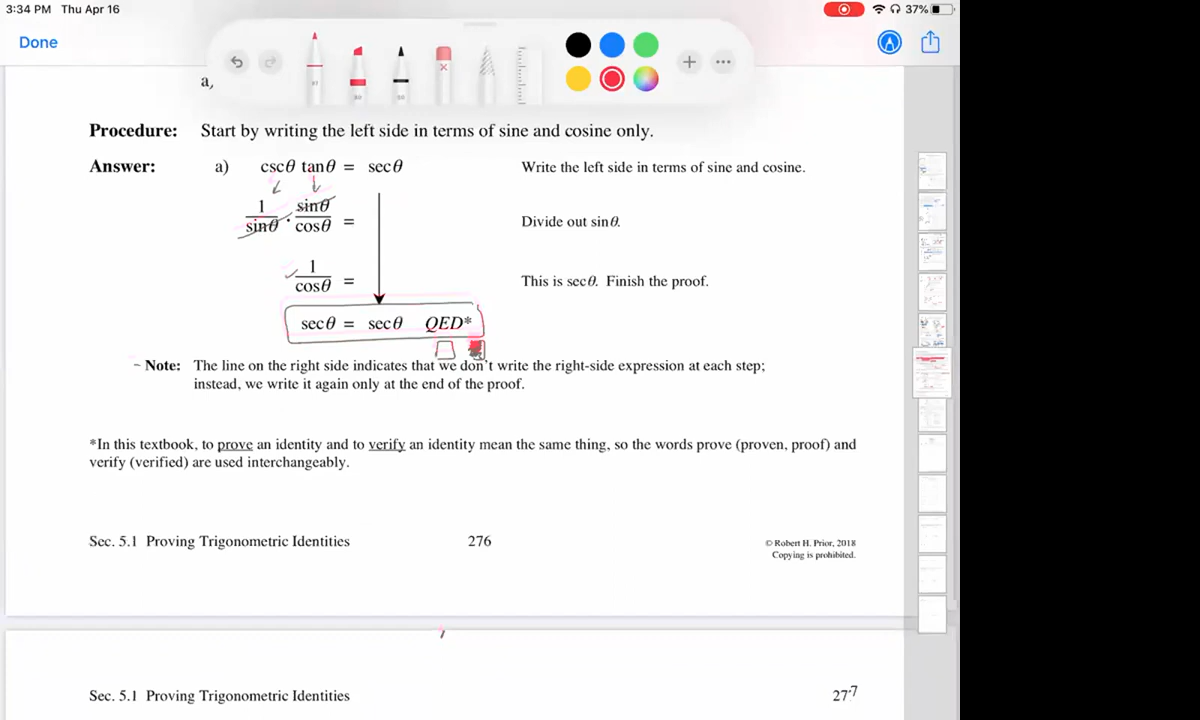 3:34 PM Thu Apr 16
37%
Done
a,
Procedure: Start by writing the left side in terms of sine and cosine only.
Answer: a) cscθ tanθ = secθ Write the left side in terms of sine and cosine.
1/sinθ · sinθ/cosθ = Divide out sinθ.
1/cosθ = This is secθ. Finish the proof.
secθ = secθ QED*
~ Note: The line on the right side indicates that we don't write the right-side expression at each step;
instead, we write it again only at the end of the proof.
*In this textbook, to prove an identity and to verify an identity mean the same thing, so the words prove (proven, proof) and
verify (verified) are used interchangeably.
Sec. 5.1 Proving Trigonometric Identities 276 © Robert H. Prior, 2018
Copying is prohibited.
Sec. 5.1 Proving Trigonometric Identities 277